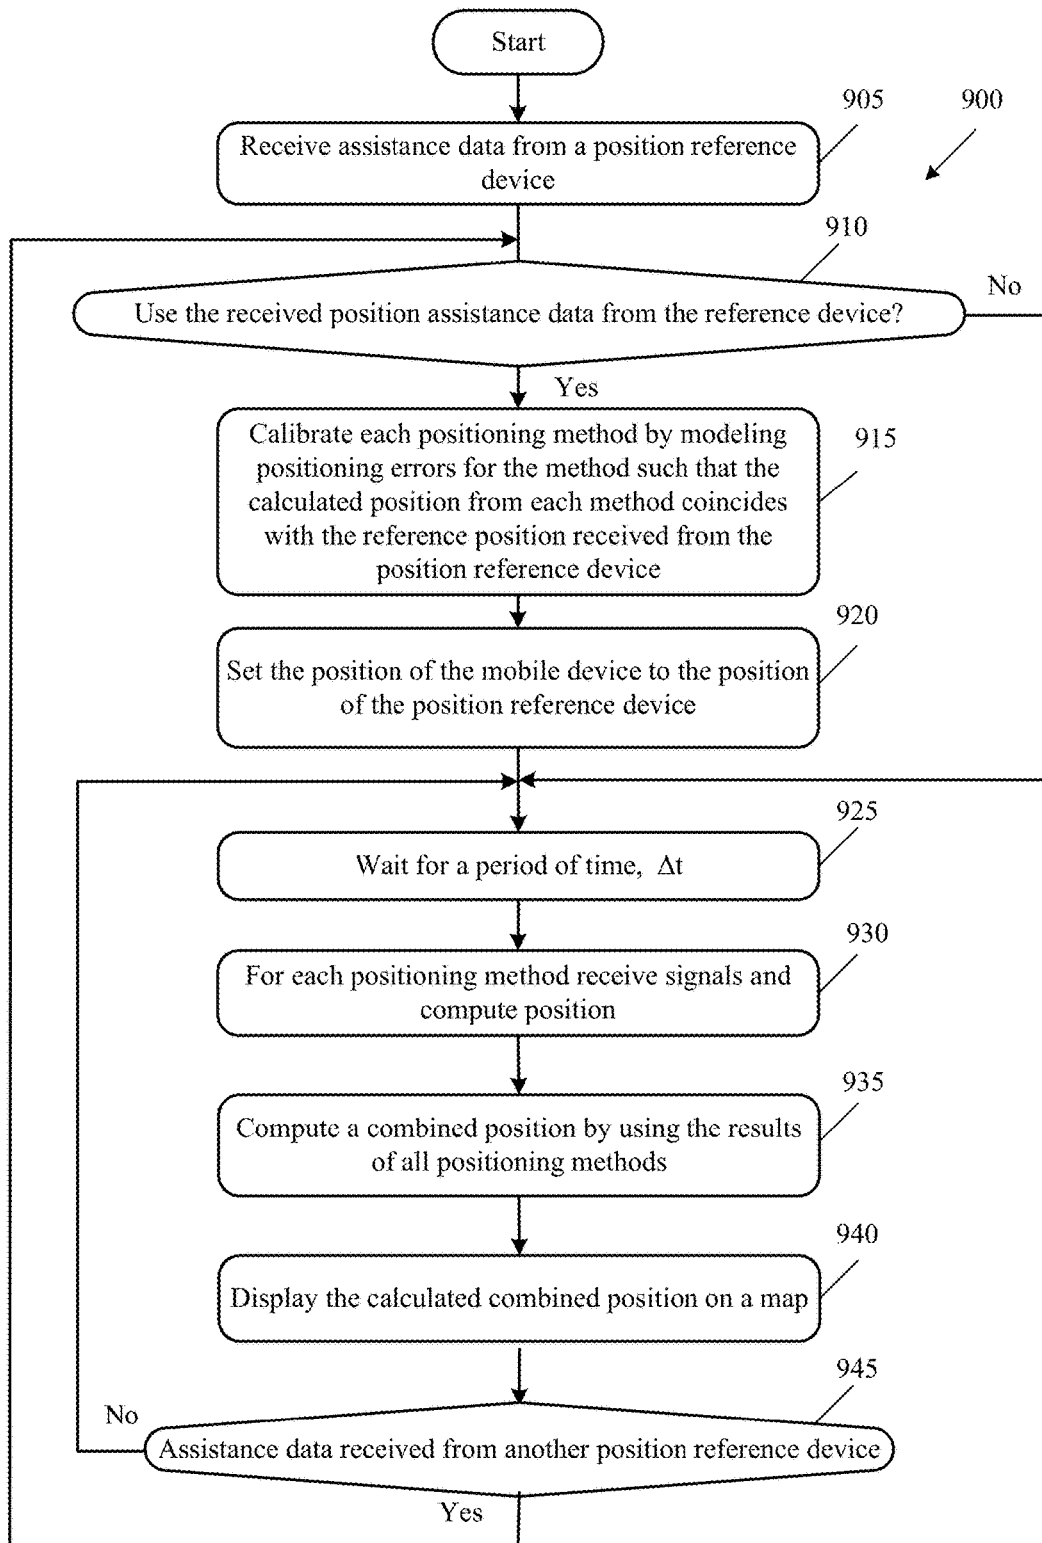 Start
905
900
Receive assistance data from a position reference
device
910
Use the received position assistance data from the reference device?
No
Yes
Calibrate each positioning method by modeling
positioning errors for the method such that the
calculated position from each method coincides
with the reference position received from the
position reference device
915
920
Set the position of the mobile device to the position
of the position reference device
925
Wait for a period of time, Δt
930
For each positioning method receive signals and
compute position
935
Compute a combined position by using the results
of all positioning methods
940
Display the calculated combined position on a map
945
No
Assistance data received from another position reference device
Yes